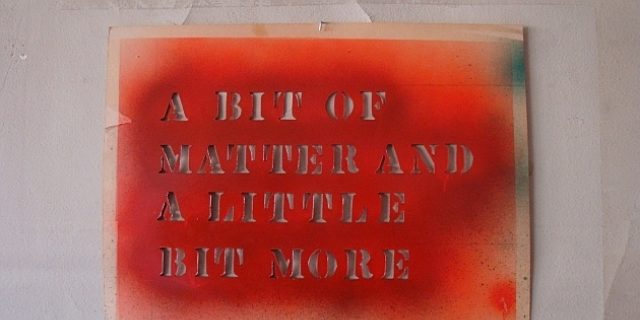 A BIT OF
MATTER AND
A LITTLE
BIT MORE